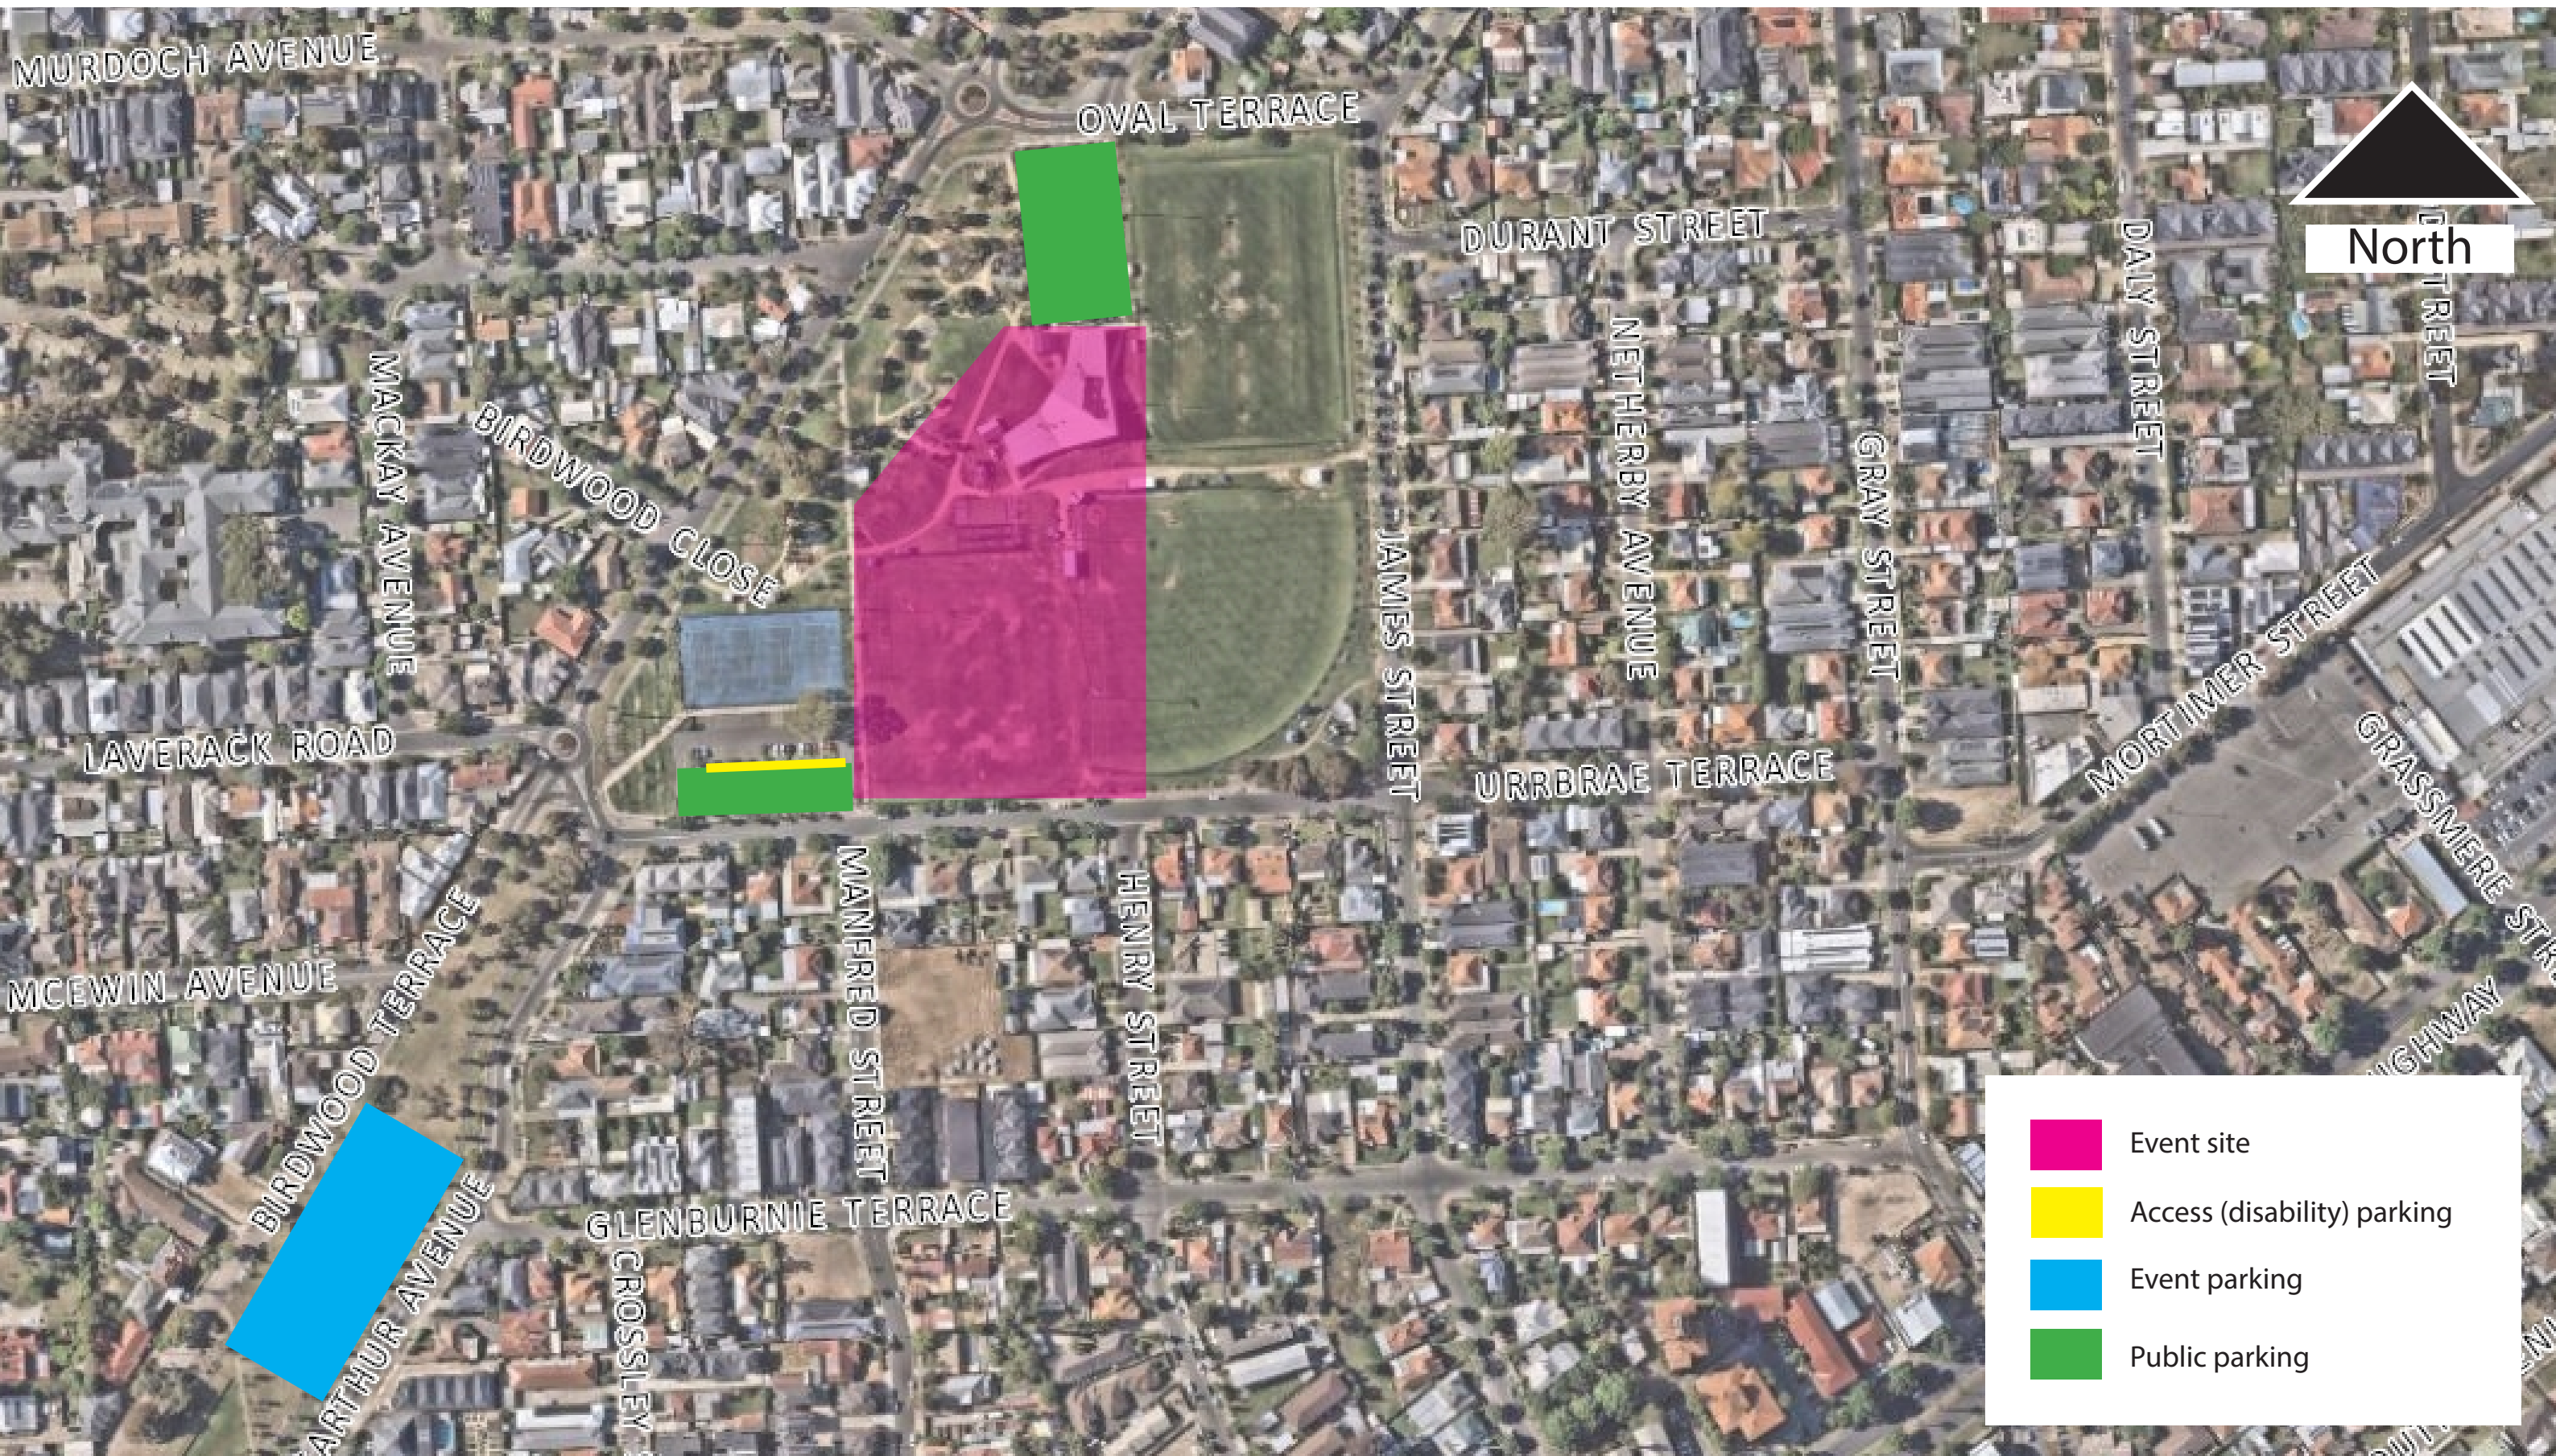 MURDOCH AVENUE
OVAL TERRACE
DURANT STREET
North
DALY STREET
D STREET
MACKAY AVENUE
BIRDWOOD CLOSE
NETHERBY AVENUE
GRAY STREET
JAMES STREET
MORTIMER STREET
GRASSMERE
LAVERACK ROAD
URRBRAE TERRACE
MANFRED STREET
HENRY STREET
MCEWIN AVENUE
BIRDWOOD TERRACE
GLENBURNIE TERRACE
CROSSLEY
ARTHUR AVENUE
Event site
Access (disability) parking
Event parking
Public parking